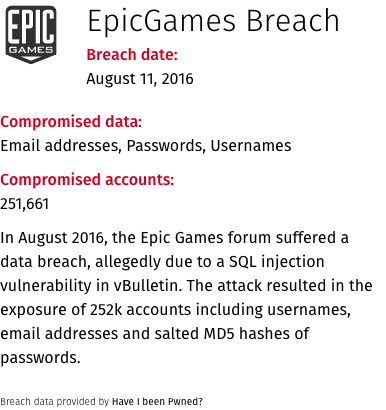 EPIC
GAMES
EpicGames Breach
Breach date:
August 11, 2016
Compromised data:
Email addresses, Passwords, Usernames
Compromised accounts:
251,661
In August 2016, the Epic Games forum suffered a
data breach, allegedly due to a SQL injection
vulnerability in vBulletin. The attack resulted in the
exposure of 252k accounts including usernames,
email addresses and salted MD5 hashes of
passwords.
Breach data provided by Have I been Pwned?